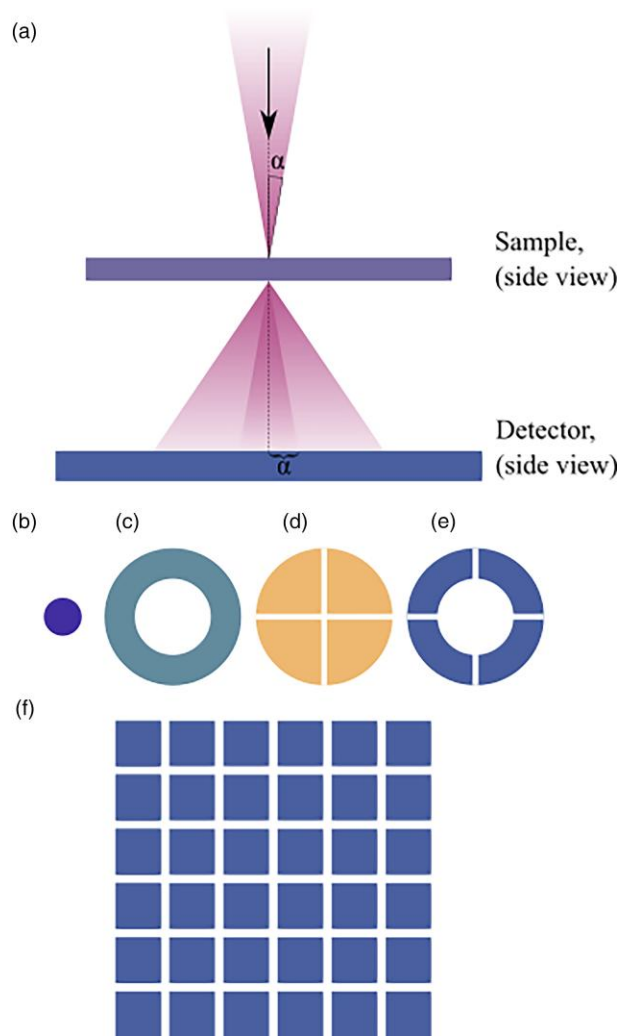 (a)
α
Sample,
(side view)
Detector,
(side view)
α
(b) (c) (d) (e)
(f)